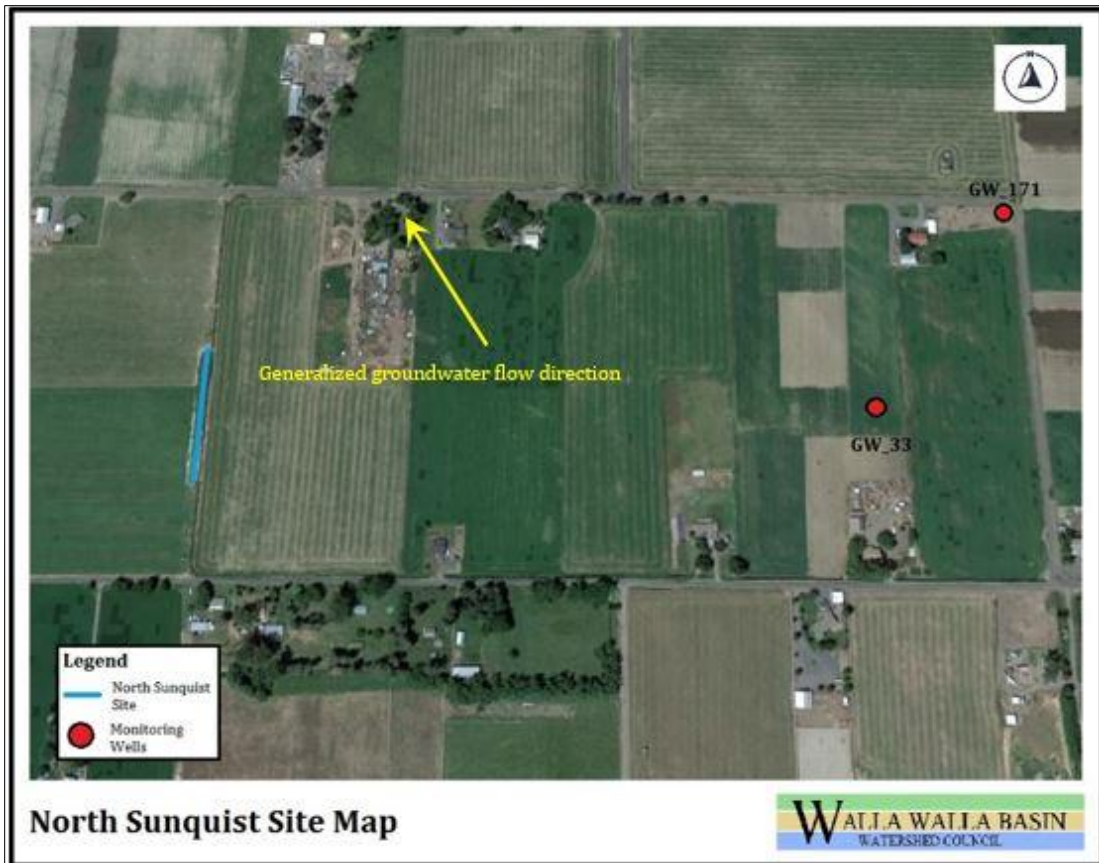 N
GW_171
Generalized groundwater flow direction
GW_33
Legend
North Sunquist
Site
Monitoring
Wells
North Sunquist Site Map
WALLA WALLA BASIN
WATERSHED COUNCIL